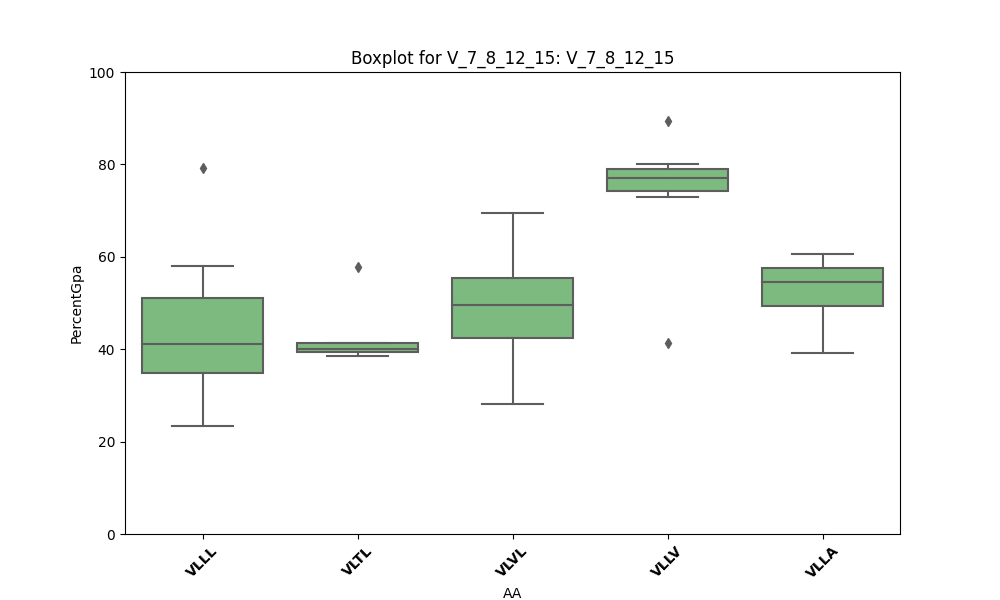 Boxplot for V_7_8_12_15: V_7_8_12_15
100
80
60
40
20
0
PercentGpa
VLLL
VLTL
VLVL
VLLV
VLLA
AA